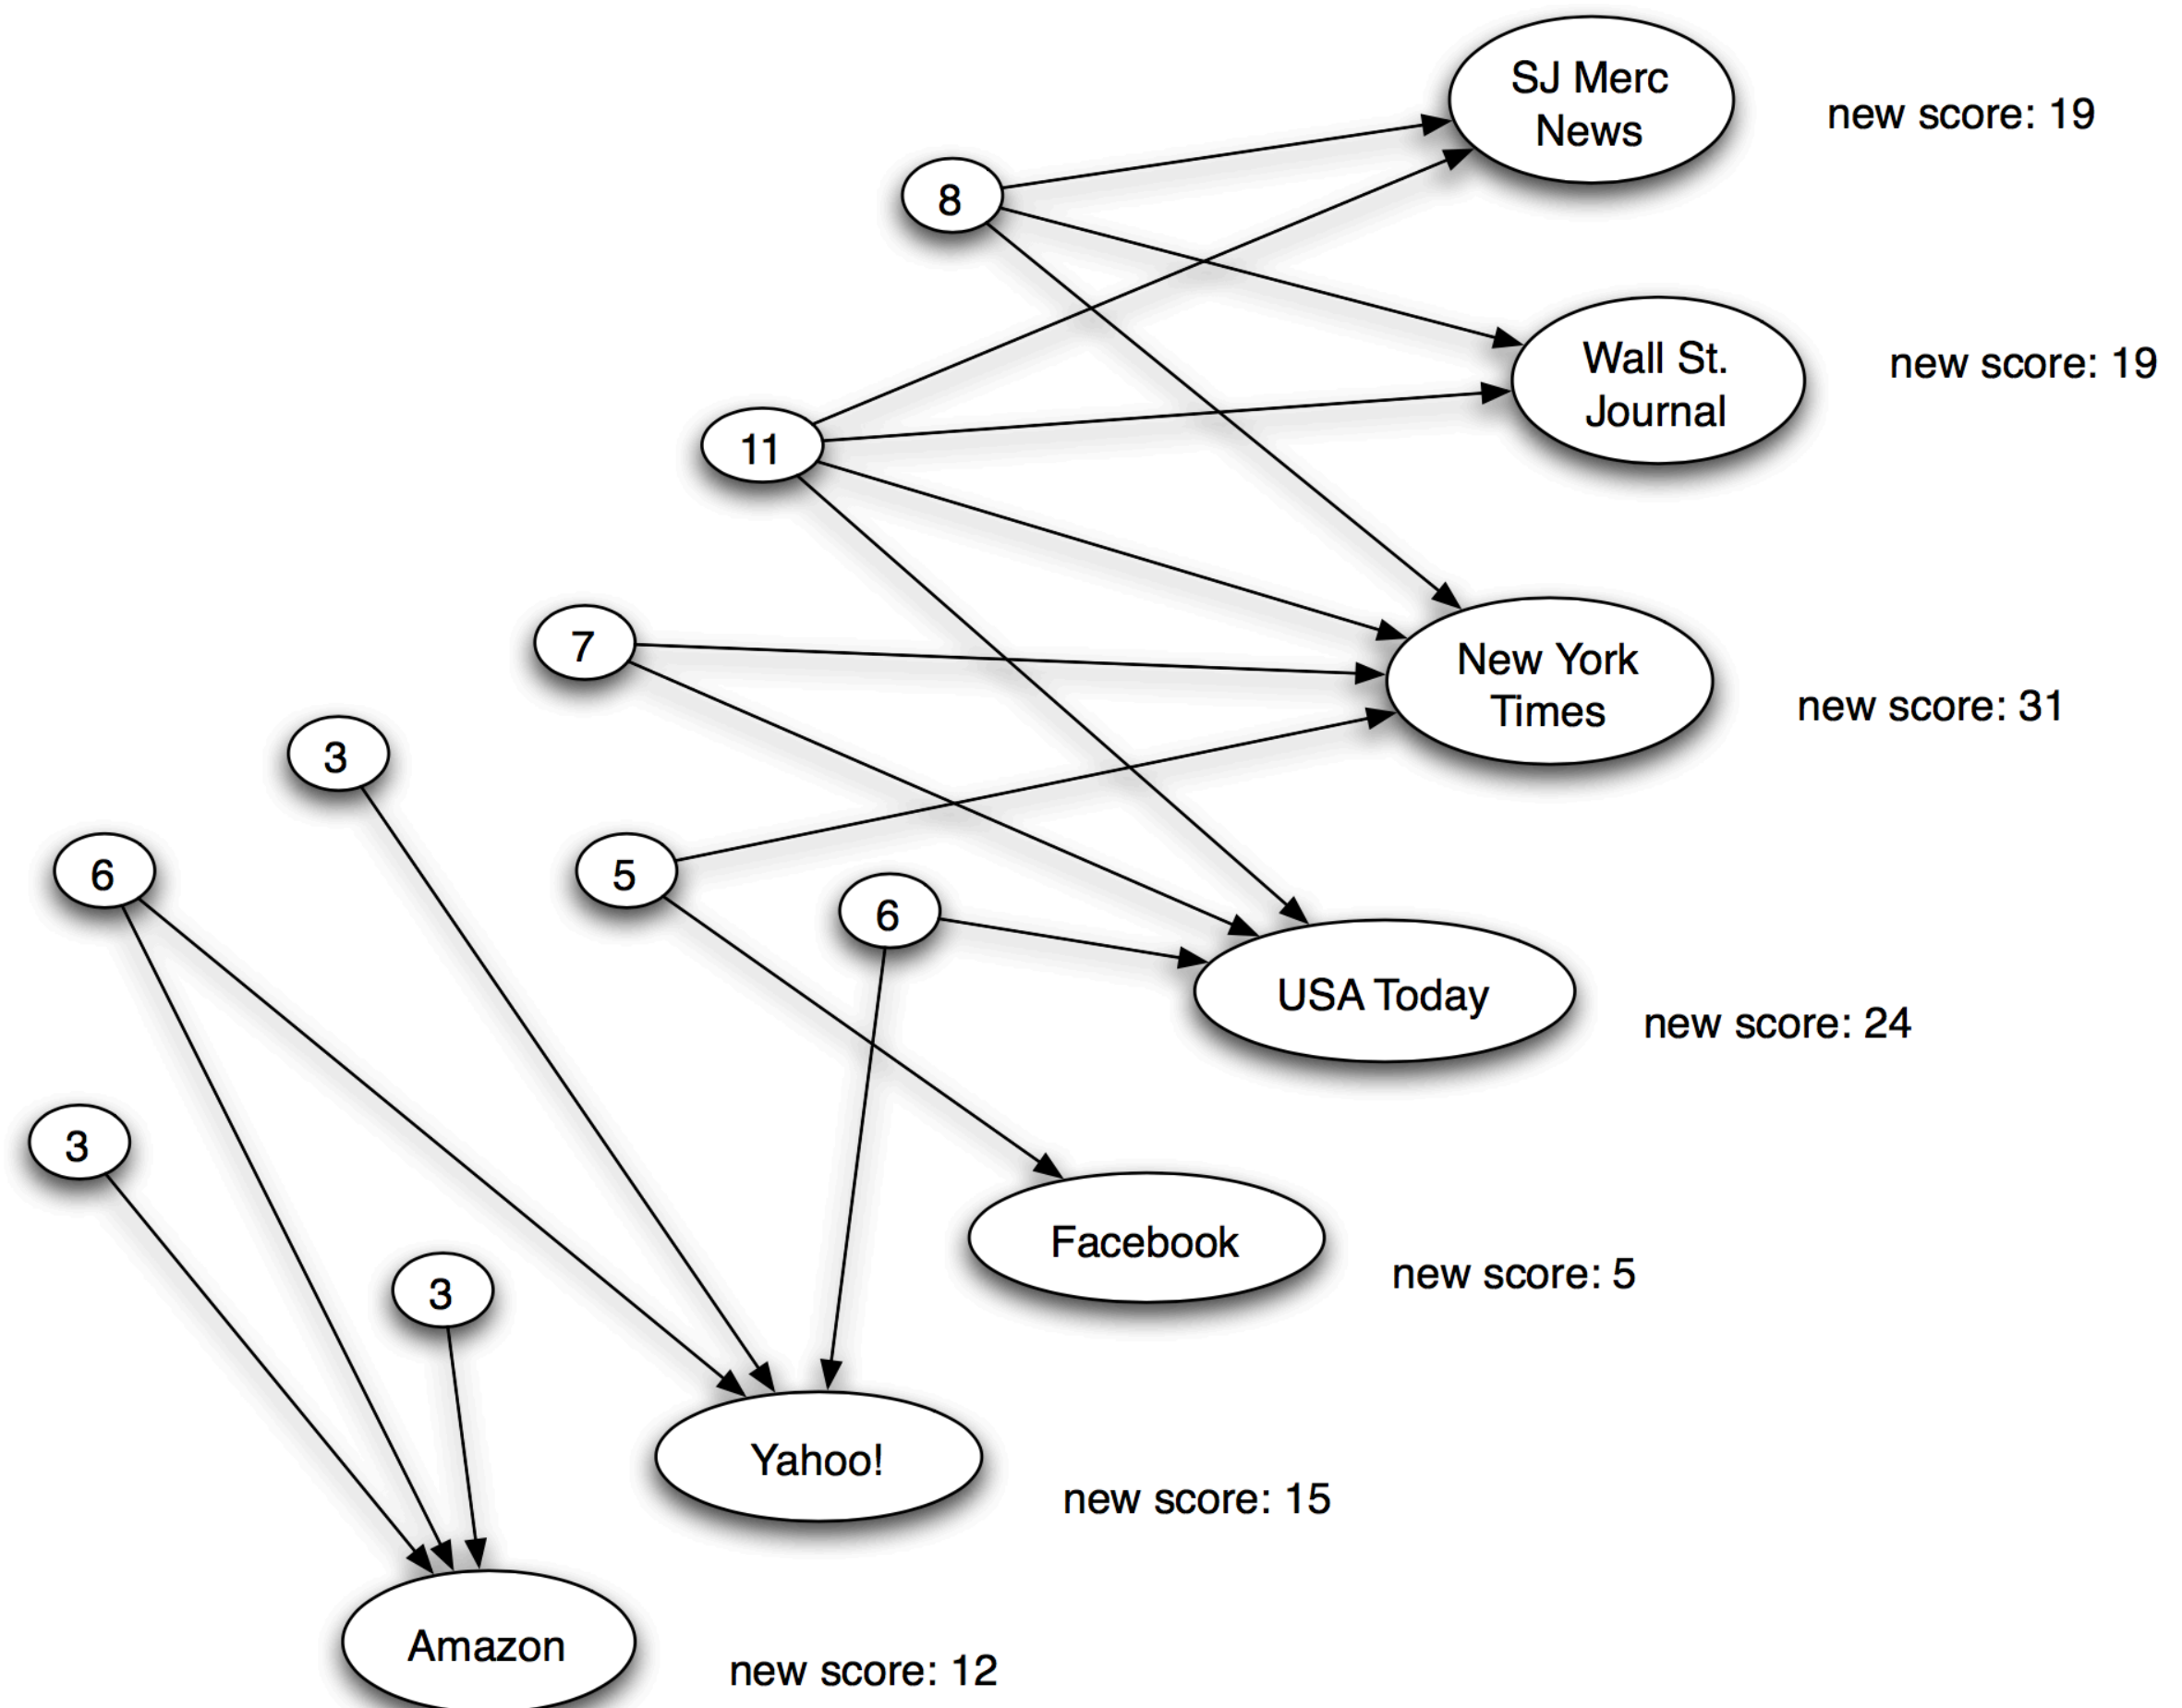 SJ Merc
News
new score: 19
8
Wall St.
Journal
new score: 19
11
7
New York
Times
new score: 31
3
6
5
6
USA Today
new score: 24
3
Facebook
new score: 5
3
Yahoo!
new score: 15
Amazon
new score: 12